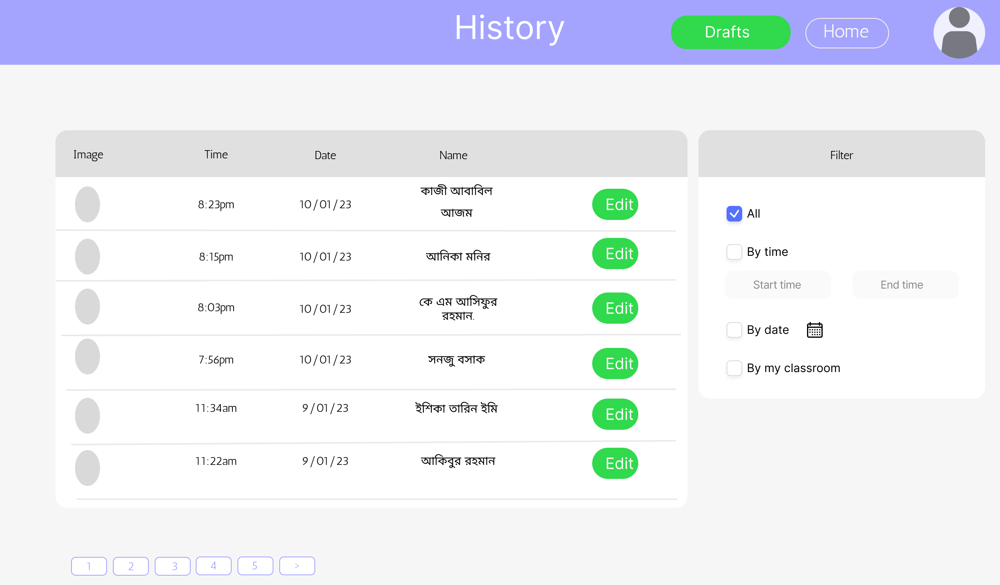 History
Drafts
Home
Image Time Date Name
8:23pm 10/01/23 কাজী আবাবিল
আজম
Edit
8:15pm 10/01/23 আনিকা মনির Edit
8:03pm 10/01/23 কে এম আসিফুর
রহমান.
Edit
7:56pm 10/01/23 সনজু বসাক Edit
11:34am 9/01/23 ইশিকা তারিন ইমি Edit
11:22am 9/01/23 আকিবুর রহমান Edit
Filter
All
By time
Start time End time
By date
By my classroom
1 2 3 4 5 >